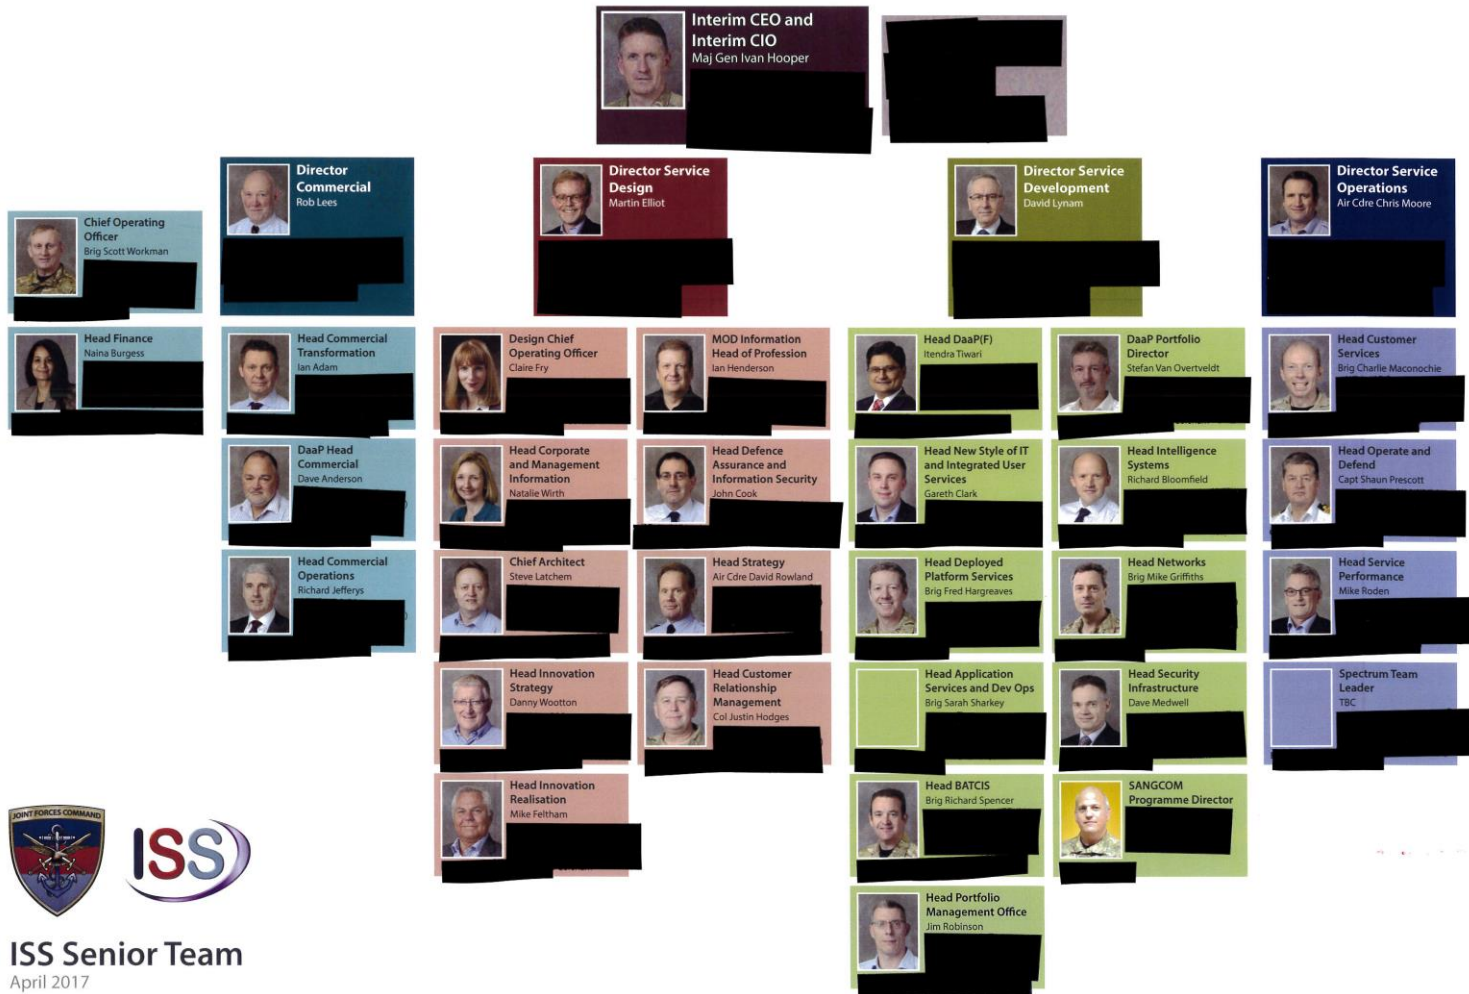 Interim CEO and
Interim CIO
Maj Gen Ivan Hooper
Chief Operating
Officer
Brig Scott Workman
Head Finance
Naina Burgess
Director
Commercial
Rob Lees
Head Commercial
Transformation
Ian Adam
DaaP Head
Commercial
Dave Anderson
Head Commercial
Operations
Richard Jefferys
Director Service
Design
Martin Elliot
Design Chief
Operating Officer
Claire Fry
MOD Information
Head of Profession
Ian Henderson
Head Corporate
and Management
Information
Natalie Wirth
Head Defence
Assurance and
Information Security
John Cook
Chief Architect
Steve Latchem
Head Strategy
Air Cdre David Rowland
Head Innovation
Strategy
Danny Wootton
Head Customer
Relationship
Management
Col Justin Hodges
Head Innovation
Realisation
Mike Feltham
Director Service
Development
David Lynam
Head DaaP(F)
Itendra Tiwari
DaaP Portfolio
Director
Stefan Van Overtveldt
Head New Style of IT
and Integrated User
Services
Gareth Clark
Head Intelligence
Systems
Richard Bloomfield
Head Deployed
Platform Services
Brig Fred Hargreaves
Head Networks
Brig Mike Griffiths
Head Application
Services and Dev Ops
Brig Sarah Sharkey
Head Security
Infrastructure
Dave Medwell
Head BATCIS
Brig Richard Spencer
SANGCOM
Programme Director
Head Portfolio
Management Office
Jim Robinson
Director Service
Operations
Air Cdre Chris Moore
Head Customer
Services
Brig Charlie Maconochie
Head Operate and
Defend
Capt Shaun Prescott
Head Service
Performance
Mike Roden
Spectrum Team
Leader
TBC
JOINT FORCES COMMAND
ISS
ISS Senior Team
April 2017